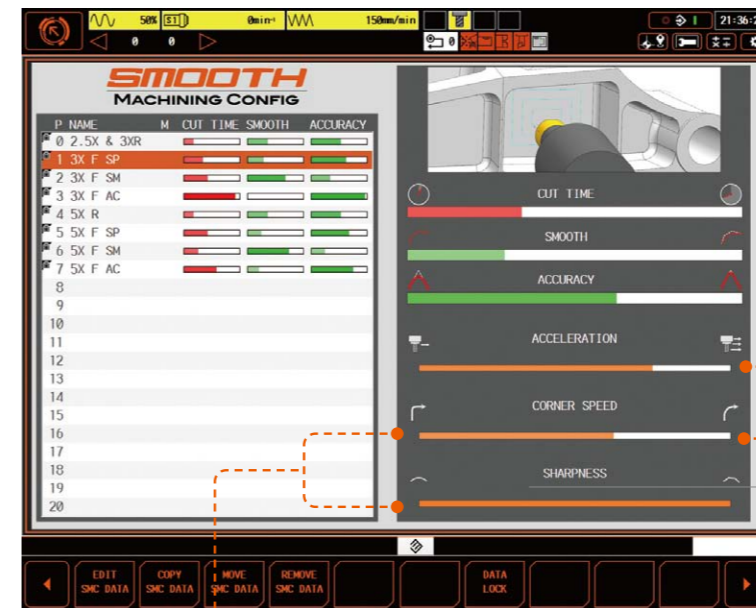 50% S1 0min⁻¹ 150mm/min
21:36:2
0 0
0
SMOOTH
MACHINING CONFIG
P NAME M CUT TIME SMOOTH ACCURACY
0 2.5X & 3XR
1 3X F SP
2 3X F SM
3 3X F AC
4 5X R
5 5X F SP
6 5X F SM
7 5X F AC
8
9
10
11
12
13
14
15
16
17
18
19
20
CUT TIME
SMOOTH
ACCURACY
ACCELERATION
CORNER SPEED
SHARPNESS
EDIT COPY MOVE REMOVE DATA
SMC DATA SMC DATA SMC DATA SMC DATA LOCK